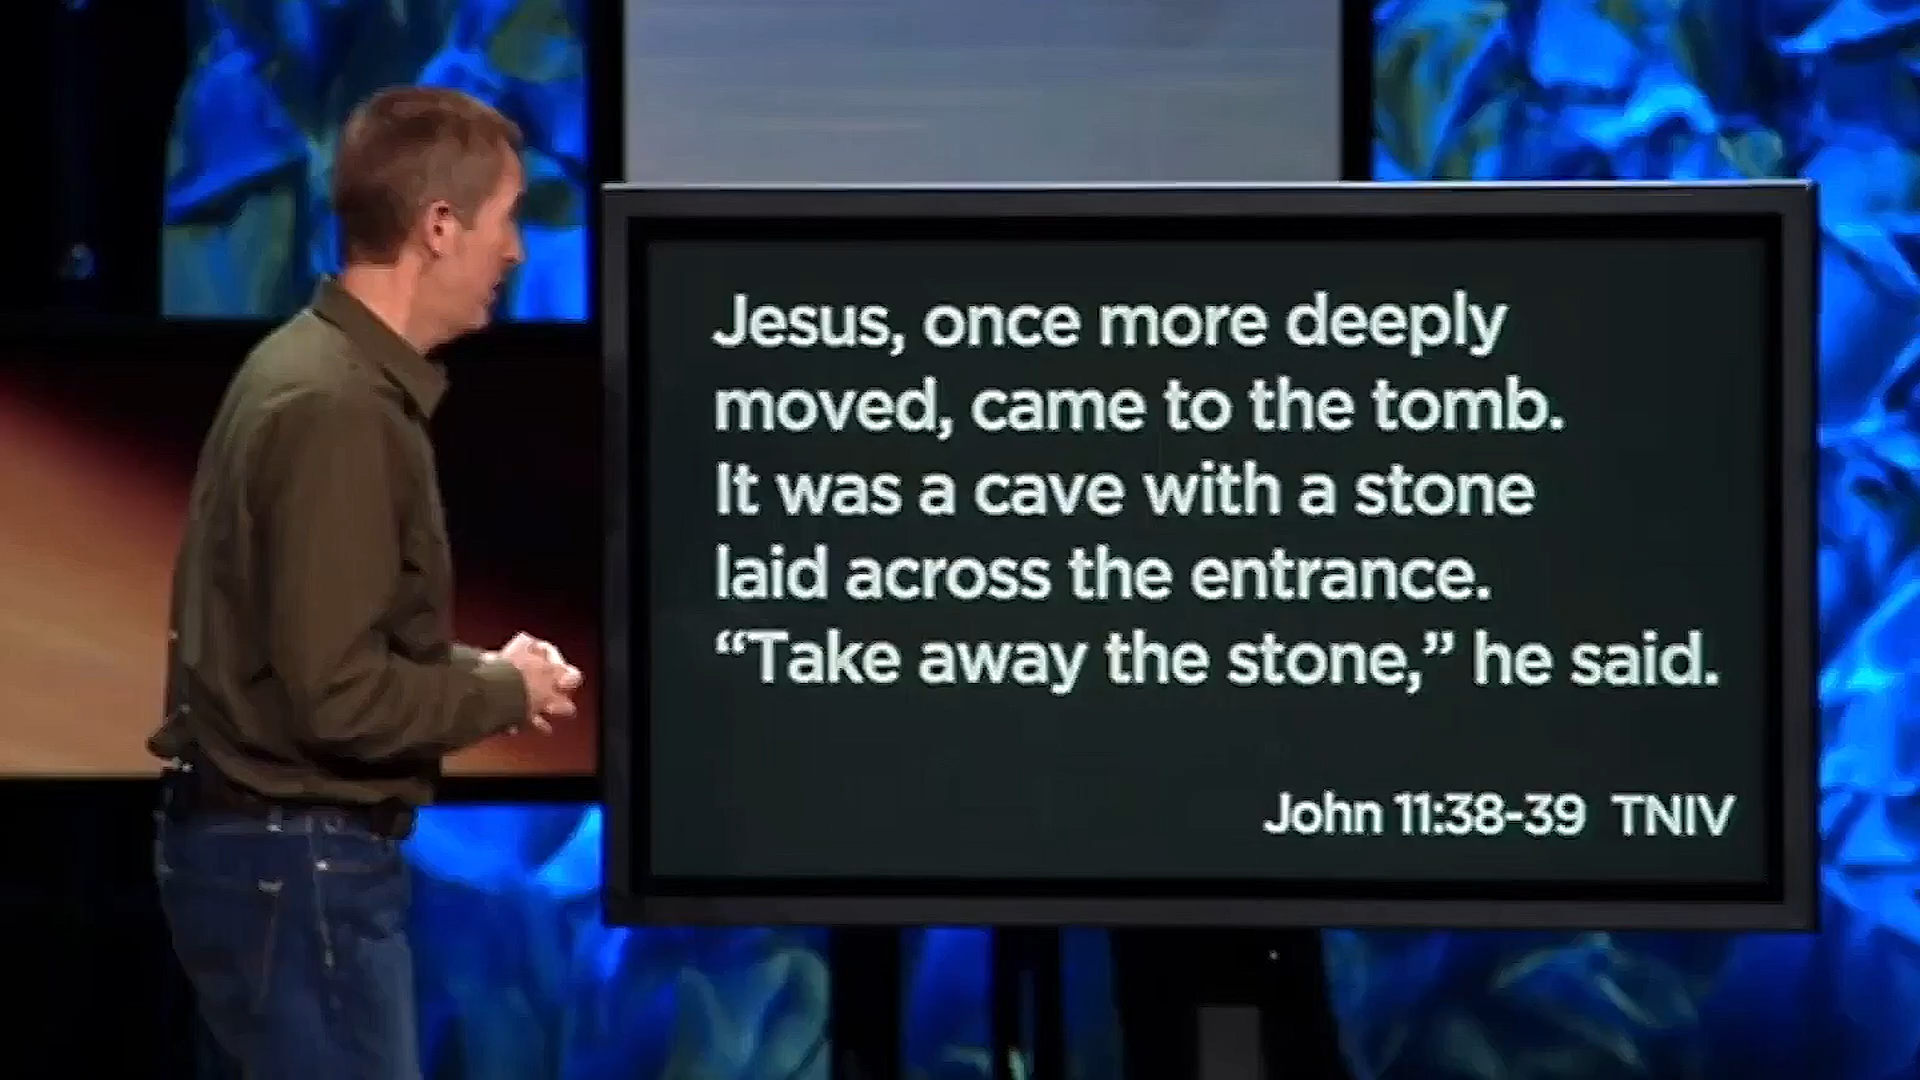 Jesus, once more deeply
moved, came to the tomb.
It was a cave with a stone
laid across the entrance.
“Take away the stone,” he said.
John 11:38-39 TNIV